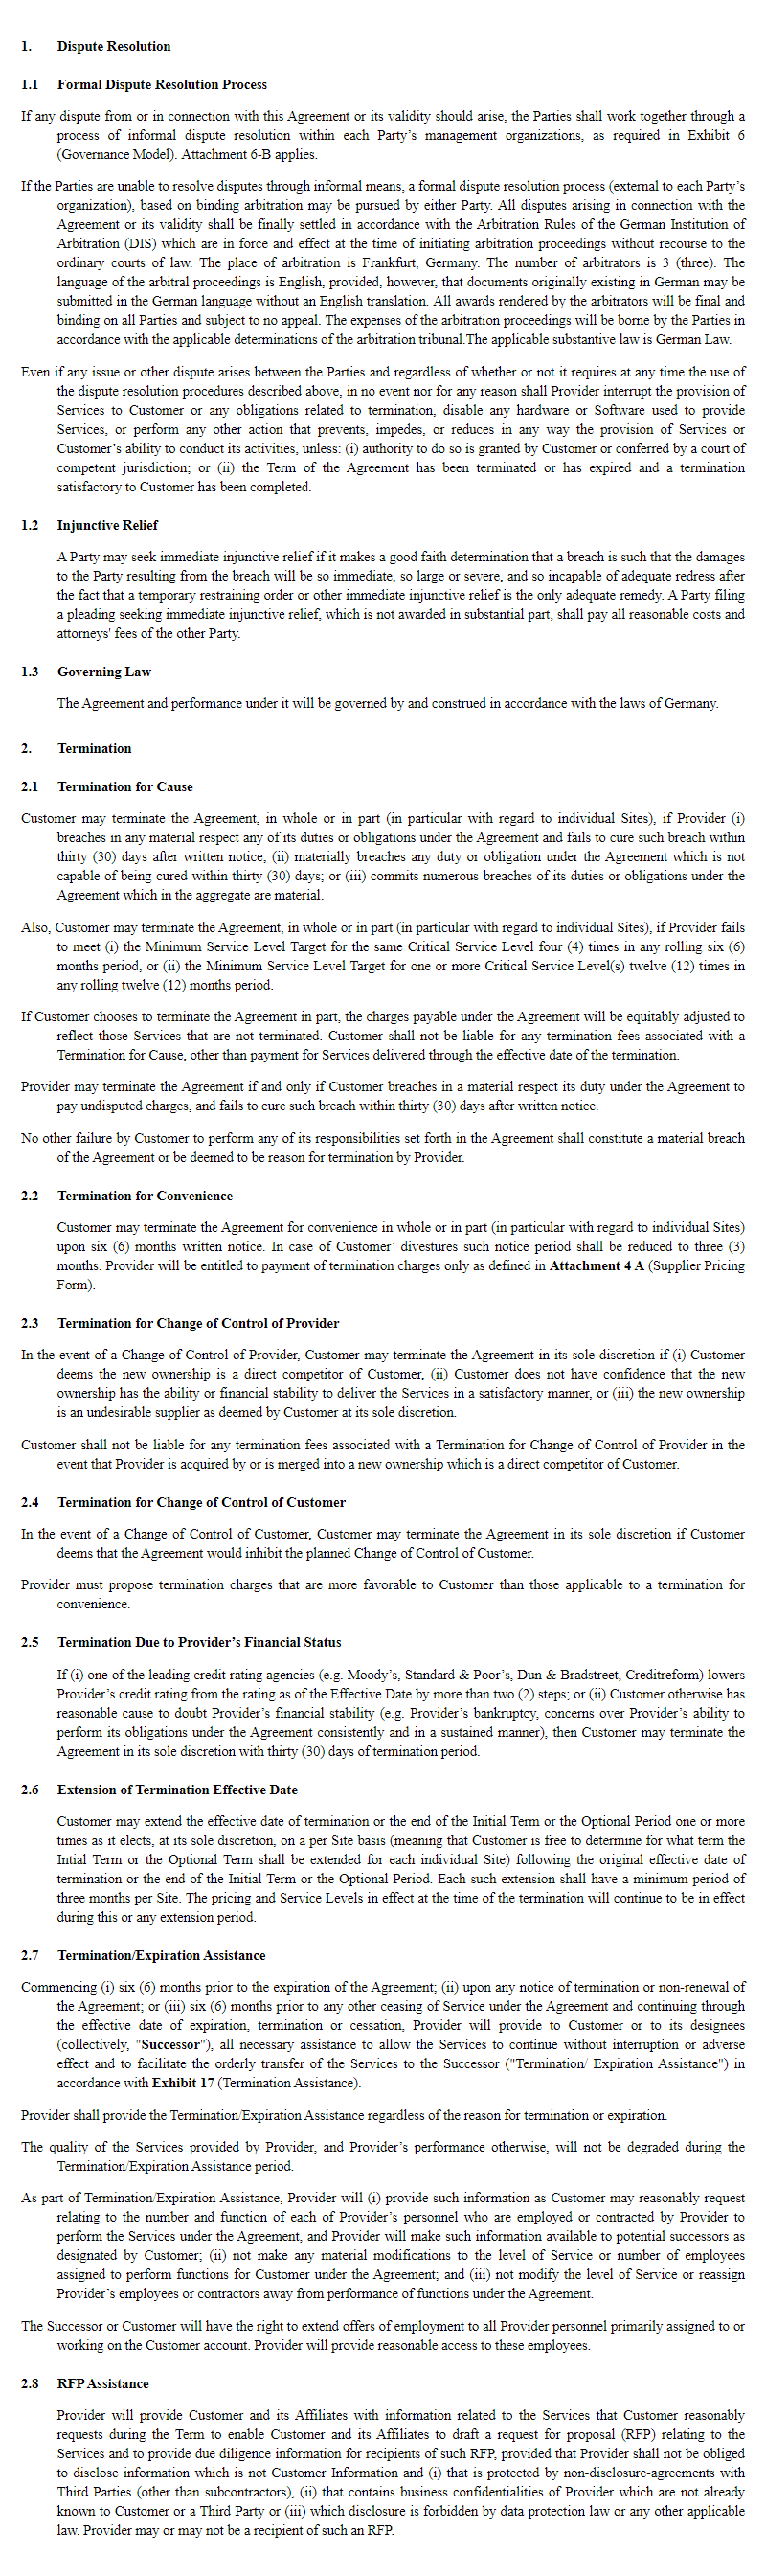 1. Dispute Resolution
1.1 Formal Dispute Resolution Process
If any dispute from or in connection with this Agreement or its validity should arise, the Parties shall work together through a
process of informal dispute resolution within each Party's management organizations, as required in Exhibit 6
(Governance Model). Attachment 6-B applies.
If the Parties are unable to resolve disputes through informal means, a formal dispute resolution process (external to each Party's
organization), based on binding arbitration may be pursued by either Party. All disputes arising in connection with the
Agreement or its validity shall be finally settled in accordance with the Arbitration Rules of the German Institution of
Arbitration (DIS) which are in force and effect at the time of initiating arbitration proceedings without recourse to the
ordinary courts of law. The place of arbitration is Frankfurt, Germany. The number of arbitrators is 3 (three). The
language of the arbitral proceedings is English, provided, however, that documents originally existing in German may be
submitted in the German language without an English translation. All awards rendered by the arbitrators will be final and
binding on all Parties and subject to no appeal. The expenses of the arbitration proceedings will be borne by the Parties in
accordance with the applicable determinations of the arbitration tribunal.The applicable substantive law is German Law.
Even if any issue or other dispute arises between the Parties and regardless of whether or not it requires at any time the use of
the dispute resolution procedures described above, in no event nor for any reason shall Provider interrupt the provision of
Services to Customer or any obligations related to termination, disable any hardware or Software used to provide
Services, or perform any other action that prevents, impedes, or reduces in any way the provision of Services or
Customer's ability to conduct its activities, unless: (i) authority to do so is granted by Customer or conferred by a court of
competent jurisdiction; or (ii) the Term of the Agreement has been terminated or has expired and a termination
satisfactory to Customer has been completed.
1.2 Injunctive Relief
A Party may seek immediate injunctive relief if it makes a good faith determination that a breach is such that the damages
to the Party resulting from the breach will be so immediate, so large or severe, and so incapable of adequate redress after
the fact that a temporary restraining order or other immediate injunctive relief is the only adequate remedy. A Party filing
a pleading seeking immediate injunctive relief, which is not awarded in substantial part, shall pay all reasonable costs and
attorneys' fees of the other Party.
1.3 Governing Law
The Agreement and performance under it will be governed by and construed in accordance with the laws of Germany.
2. Termination
2.1 Termination for Cause
Customer may terminate the Agreement, in whole or in part (in particular with regard to individual Sites), if Provider (i)
breaches in any material respect any of its duties or obligations under the Agreement and fails to cure such breach within
thirty (30) days after written notice; (ii) materially breaches any duty or obligation under the Agreement which is not
capable of being cured within thirty (30) days; or (iii) commits numerous breaches of its duties or obligations under the
Agreement which in the aggregate are material.
Also, Customer may terminate the Agreement, in whole or in part (in particular with regard to individual Sites), if Provider fails
to meet (i) the Minimum Service Level Target for the same Critical Service Level four (4) times in any rolling six (6)
months period, or (ii) the Minimum Service Level Target for one or more Critical Service Level(s) twelve (12) times in
any rolling twelve (12) months period.
If Customer chooses to terminate the Agreement in part, the charges payable under the Agreement will be equitably adjusted to
reflect those Services that are not terminated. Customer shall not be liable for any termination fees associated with a
Termination for Cause, other than payment for Services delivered through the effective date of the termination.
Provider may terminate the Agreement if and only if Customer breaches in a material respect its duty under the Agreement to
pay undisputed charges, and fails to cure such breach within thirty (30) days after written notice.
No other failure by Customer to perform any of its responsibilities set forth in the Agreement shall constitute a material breach
of the Agreement or be deemed to be reason for termination by Provider.
2.2 Termination for Convenience
Customer may terminate the Agreement for convenience in whole or in part (in particular with regard to individual Sites)
upon six (6) months written notice. In case of Customer' divestures such notice period shall be reduced to three (3)
months. Provider will be entitled to payment of termination charges only as defined in Attachment 4 A (Supplier Pricing
Form).
2.3 Termination for Change of Control of Provider
In the event of a Change of Control of Provider, Customer may terminate the Agreement in its sole discretion if (i) Customer
deems the new ownership is a direct competitor of Customer, (ii) Customer does not have confidence that the new
ownership has the ability or financial stability to deliver the Services in a satisfactory manner, or (iii) the new ownership
is an undesirable supplier as deemed by Customer at its sole discretion.
Customer shall not be liable for any termination fees associated with a Termination for Change of Control of Provider in the
event that Provider is acquired by or is merged into a new ownership which is a direct competitor of Customer.
2.4 Termination for Change of Control of Customer
In the event of a Change of Control of Customer, Customer may terminate the Agreement in its sole discretion if Customer
deems that the Agreement would inhibit the planned Change of Control of Customer.
Provider must propose termination charges that are more favorable to Customer than those applicable to a termination for
convenience.
2.5 Termination Due to Provider's Financial Status
If (i) one of the leading credit rating agencies (e.g. Moody's, Standard & Poor's, Dun & Bradstreet, Creditreform) lowers
Provider's credit rating from the rating as of the Effective Date by more than two (2) steps; or (ii) Customer otherwise has
reasonable cause to doubt Provider's financial stability (e.g. Provider's bankruptcy, concerns over Provider's ability to
perform its obligations under the Agreement consistently and in a sustained manner), then Customer may terminate the
Agreement in its sole discretion with thirty (30) days of termination period.
2.6 Extension of Termination Effective Date
Customer may extend the effective date of termination or the end of the Initial Term or the Optional Period one or more
times as it elects, at its sole discretion, on a per Site basis (meaning that Customer is free to determine for what term the
Intial Term or the Optional Term shall be extended for each individual Site) following the original effective date of
termination or the end of the Initial Term or the Optional Period. Each such extension shall have a minimum period of
three months per Site. The pricing and Service Levels in effect at the time of the termination will continue to be in effect
during this or any extension period.
2.7 Termination/Expiration Assistance
Commencing (i) six (6) months prior to the expiration of the Agreement; (ii) upon any notice of termination or non-renewal of
the Agreement; or (iii) six (6) months prior to any other ceasing of Service under the Agreement and continuing through
the effective date of expiration, termination or cessation, Provider will provide to Customer or to its designees
(collectively, "Successor"), all necessary assistance to allow the Services to continue without interruption or adverse
effect and to facilitate the orderly transfer of the Services to the Successor ("Termination/ Expiration Assistance") in
accordance with Exhibit 17 (Termination Assistance).
Provider shall provide the Termination/Expiration Assistance regardless of the reason for termination or expiration.
The quality of the Services provided by Provider, and Provider's performance otherwise, will not be degraded during the
Termination/Expiration Assistance period.
As part of Termination/Expiration Assistance, Provider will (i) provide such information as Customer may reasonably request
relating to the number and function of each of Provider's personnel who are employed or contracted by Provider to
perform the Services under the Agreement, and Provider will make such information available to potential successors as
designated by Customer; (ii) not make any material modifications to the level of Service or number of employees
assigned to perform functions for Customer under the Agreement; and (iii) not modify the level of Service or reassign
Provider's employees or contractors away from performance of functions under the Agreement.
The Successor or Customer will have the right to extend offers of employment to all Provider personnel primarily assigned to or
working on the Customer account. Provider will provide reasonable access to these employees.
2.8 RFP Assistance
Provider will provide Customer and its Affiliates with information related to the Services that Customer reasonably
requests during the Term to enable Customer and its Affiliates to draft a request for proposal (RFP) relating to the
Services and to provide due diligence information for recipients of such RFP, provided that Provider shall not be obliged
to disclose information which is not Customer Information and (i) that is protected by non-disclosure-agreements with
Third Parties (other than subcontractors), (ii) that contains business confidentialities of Provider which are not already
known to Customer or a Third Party or (iii) which disclosure is forbidden by data protection law or any other applicable
law. Provider may or may not be a recipient of such an RFP.